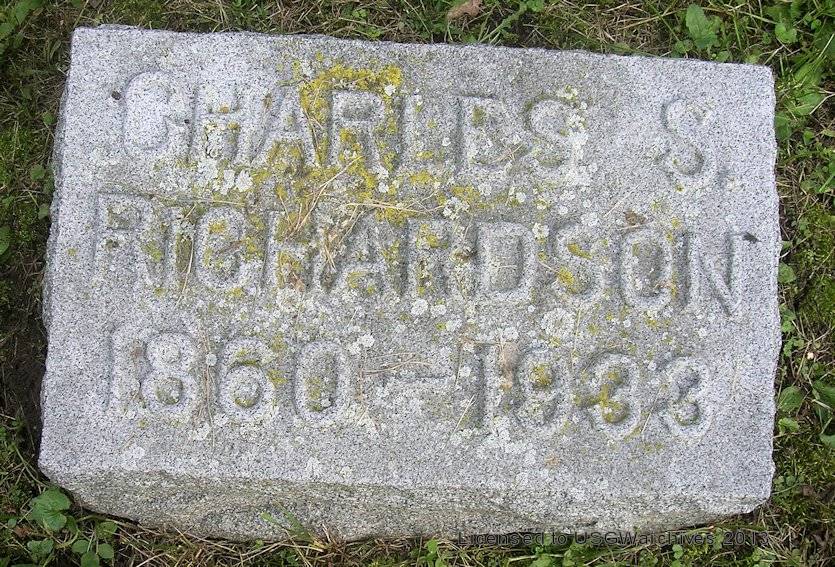 CHARLES S.
RICHARDSON
1860 — 1933
Licensed to USGWarchives 2013